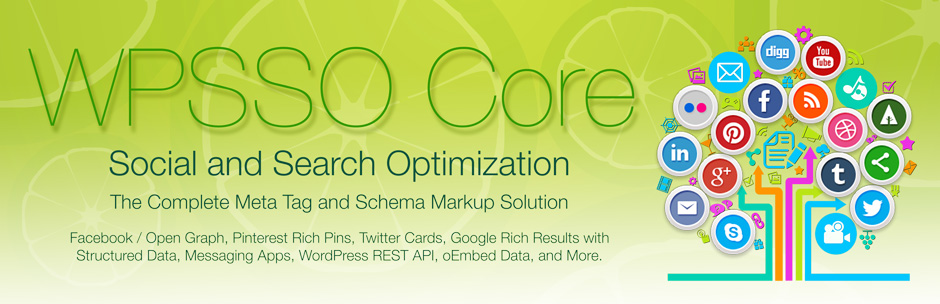 WPSSO Core
Social and Search Optimization
The Complete Meta Tag and Schema Markup Solution
Facebook / Open Graph, Pinterest Rich Pins, Twitter Cards, Google Rich Results with
Structured Data, Messaging Apps, WordPress REST API, oEmbed Data, and More.
digg
You
Tube
f
in
g+
t
S